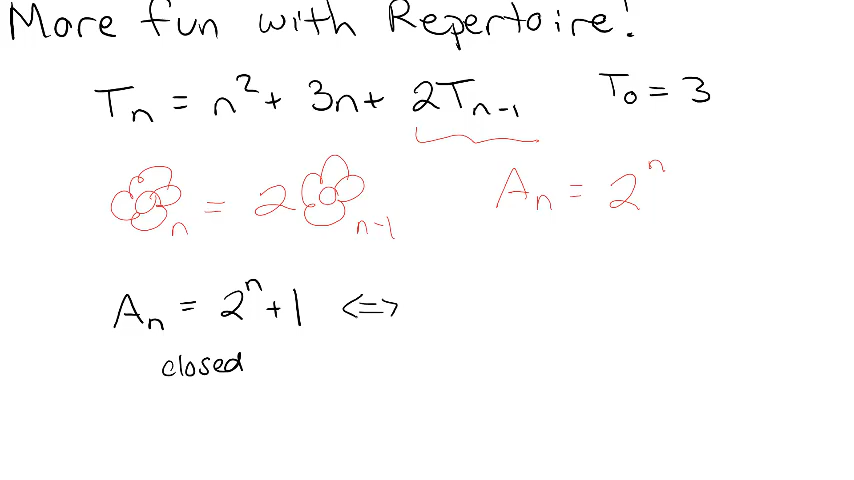 More fun with Repertoire!
Tₙ = n² + 3n + 2Tₙ₋₁ T₀ = 3
n = 2 n-1 Aₙ = 2ⁿ
Aₙ = 2ⁿ + 1 <=>
closed